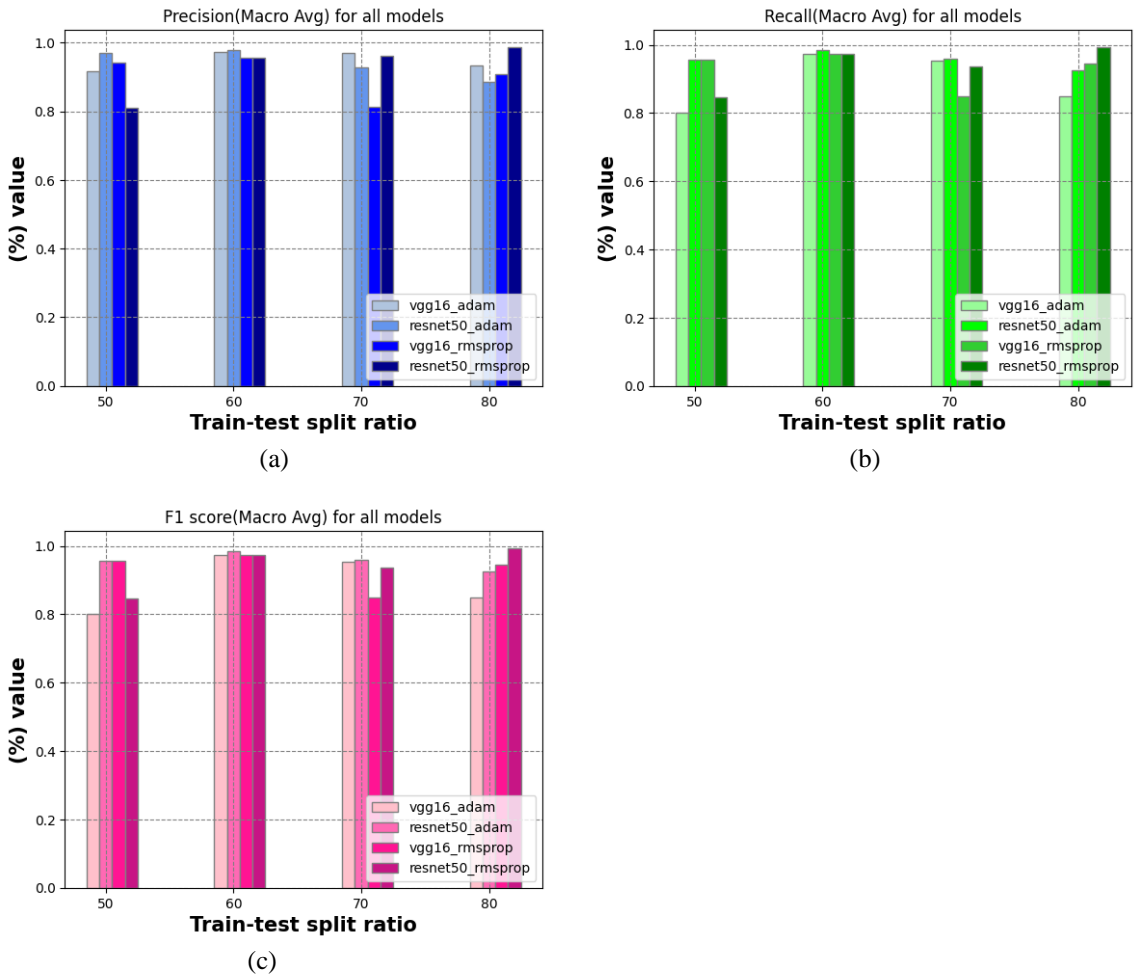 Precision(Macro Avg) for all models
1.0
0.8
0.6
0.4
0.2
0.0
(%) value
50 60 70 80
Train-test split ratio
vgg16_adam
resnet50_adam
vgg16_rmsprop
resnet50_rmsprop
(a)
Recall(Macro Avg) for all models
1.0
0.8
0.6
0.4
0.2
0.0
(%) value
50 60 70 80
Train-test split ratio
vgg16_adam
resnet50_adam
vgg16_rmsprop
resnet50_rmsprop
(b)
F1 score(Macro Avg) for all models
1.0
0.8
0.6
0.4
0.2
0.0
(%) value
50 60 70 80
Train-test split ratio
vgg16_adam
resnet50_adam
vgg16_rmsprop
resnet50_rmsprop
(c)